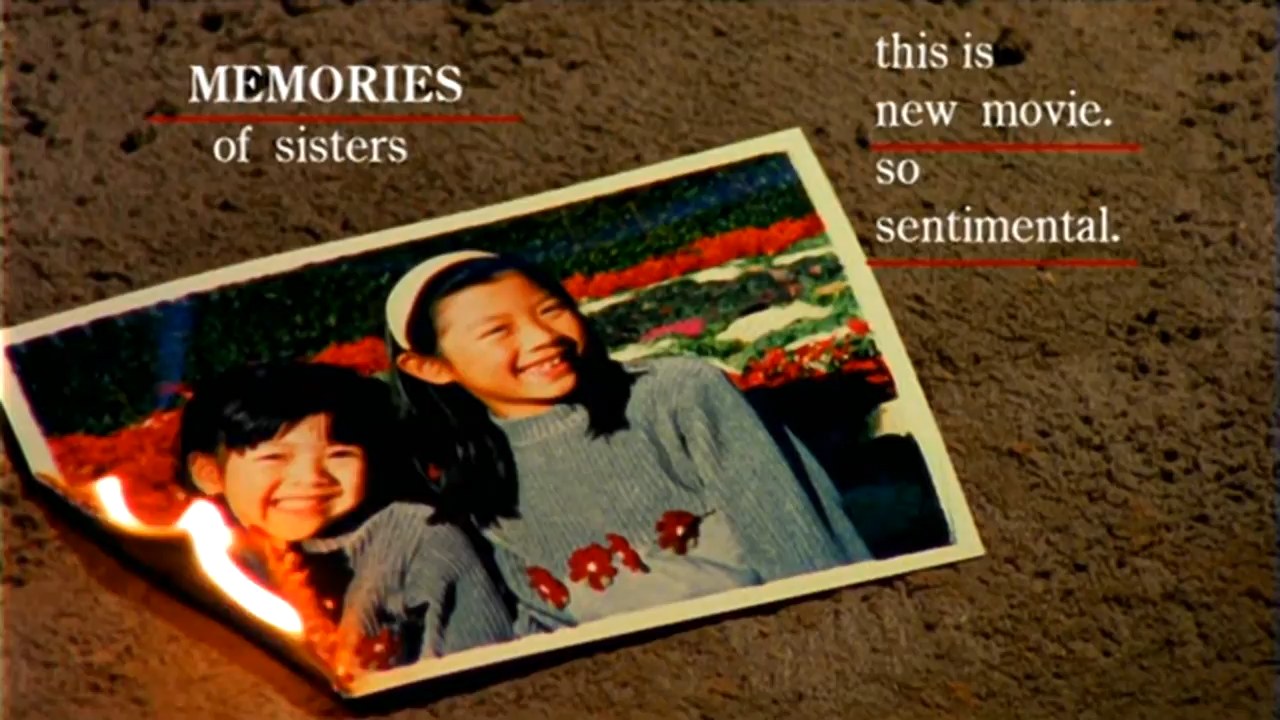 MEMORIES
of sisters
this is
new movie.
so
sentimental.